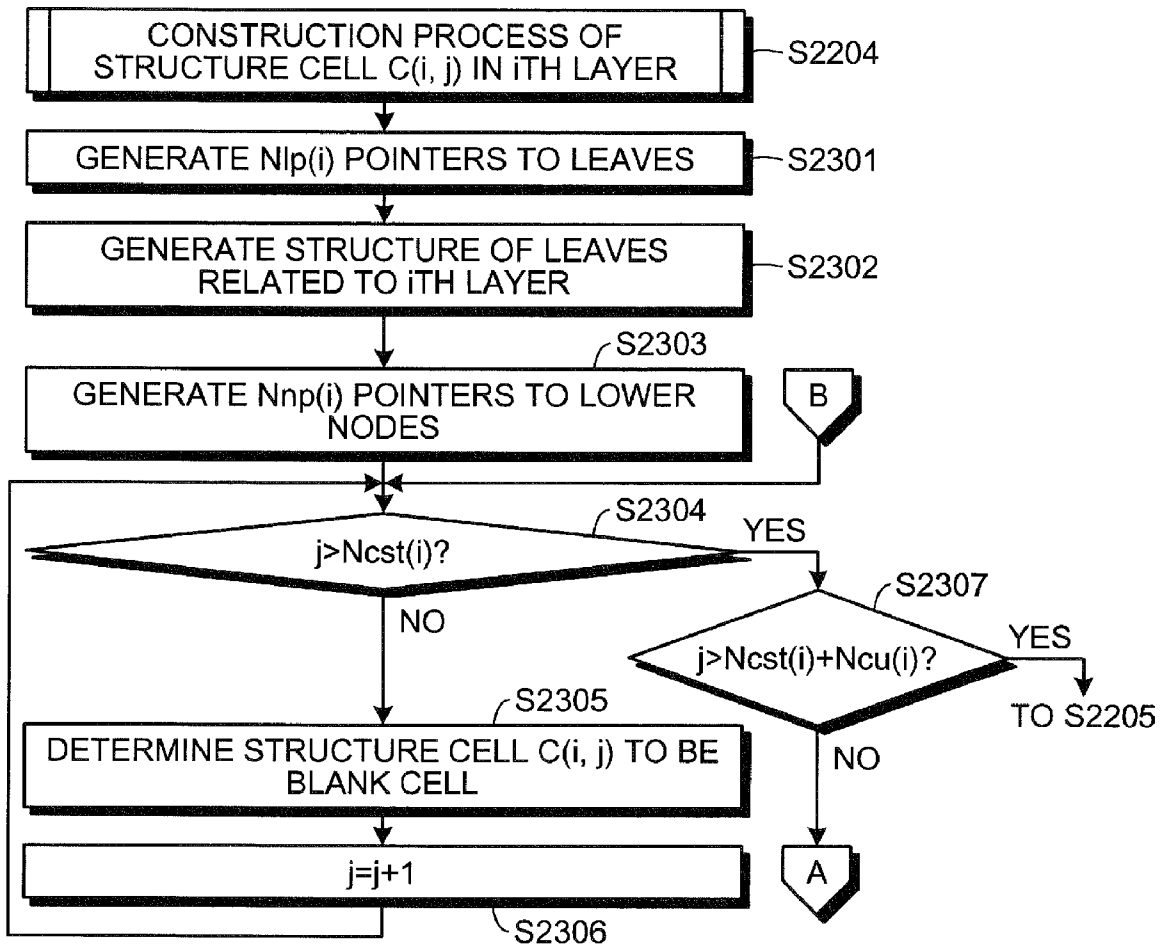 CONSTRUCTION PROCESS OF
STRUCTURE CELL C(i, j) IN iTH LAYER
S2204
GENERATE Nlp(i) POINTERS TO LEAVES
S2301
GENERATE STRUCTURE OF LEAVES
RELATED TO iTH LAYER
S2302
S2303
GENERATE Nnp(i) POINTERS TO LOWER
NODES
B
S2304
j>Ncst(i)?
YES
NO
S2307
j>Ncst(i)+Ncu(i)?
YES
TO S2205
NO
S2305
DETERMINE STRUCTURE CELL C(i, j) TO BE
BLANK CELL
j=j+1
A
S2306